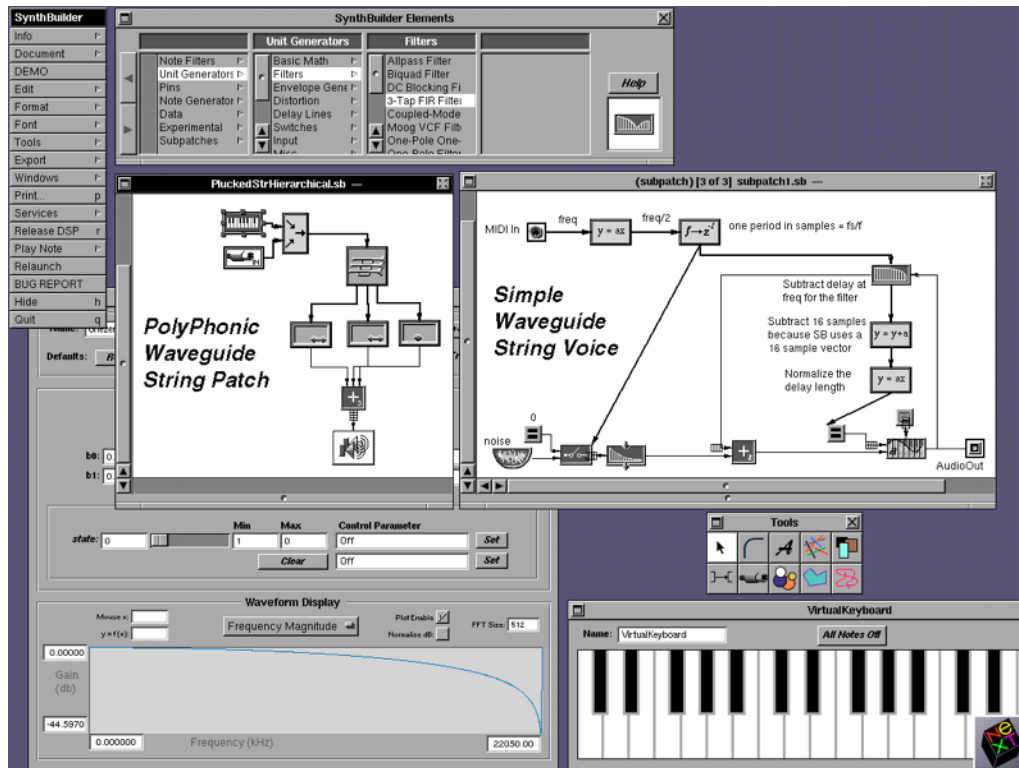 SynthBuilder
Info
Document
DEMO
Edit
Format
Font
Tools
Export
Windows
Print... p
Services
Release DSP r
Play Note
Relaunch
BUG REPORT
Hide h
Quit q
SynthBuilder Elements
Unit Generators
Filters
Note Filters
Unit Generators
Pins
Note Generator
Data
Experimental
Subpatches
Basic Math
Filters
Envelope Gene
Distortion
Delay Lines
Switches
Input
Allpass Filter
Biquad Filter
DC Blocking Fi
3-Tap FIR Filter
Coupled-Mode
Moog VCF Filt
One-Pole One-
Help
PluckedStrHierarchical.sb —
PolyPhonic
Waveguide
String Patch
(subpatch) [3 of 3] subpatch1.sb —
MIDI In
freq
y = ax
freq/2
one period in samples = fs/f
Subtract delay at
freq for the filter
Simple
Waveguide
String Voice
Subtract 16 samples
because SB uses a
16 sample vector
y = y+a
Normalize the
delay length
y = ax
0
noise
AudioOut
Defaults:
b0: 0.
b1: 0.
Min
Max
Control Parameter
state: 0
1
0
Off
Set
Clear
Off
Set
Waveform Display
Mouse x:
y = f(x):
Frequency Magnitude
Plot Enable
Normalize dB:
FFT Size: 512
0.00000
Gain
(db)
-44.5970
0.000000
Frequency (kHz)
22050.00
Tools
VirtualKeyboard
Name: VirtualKeyboard
All Notes Off
NeXT